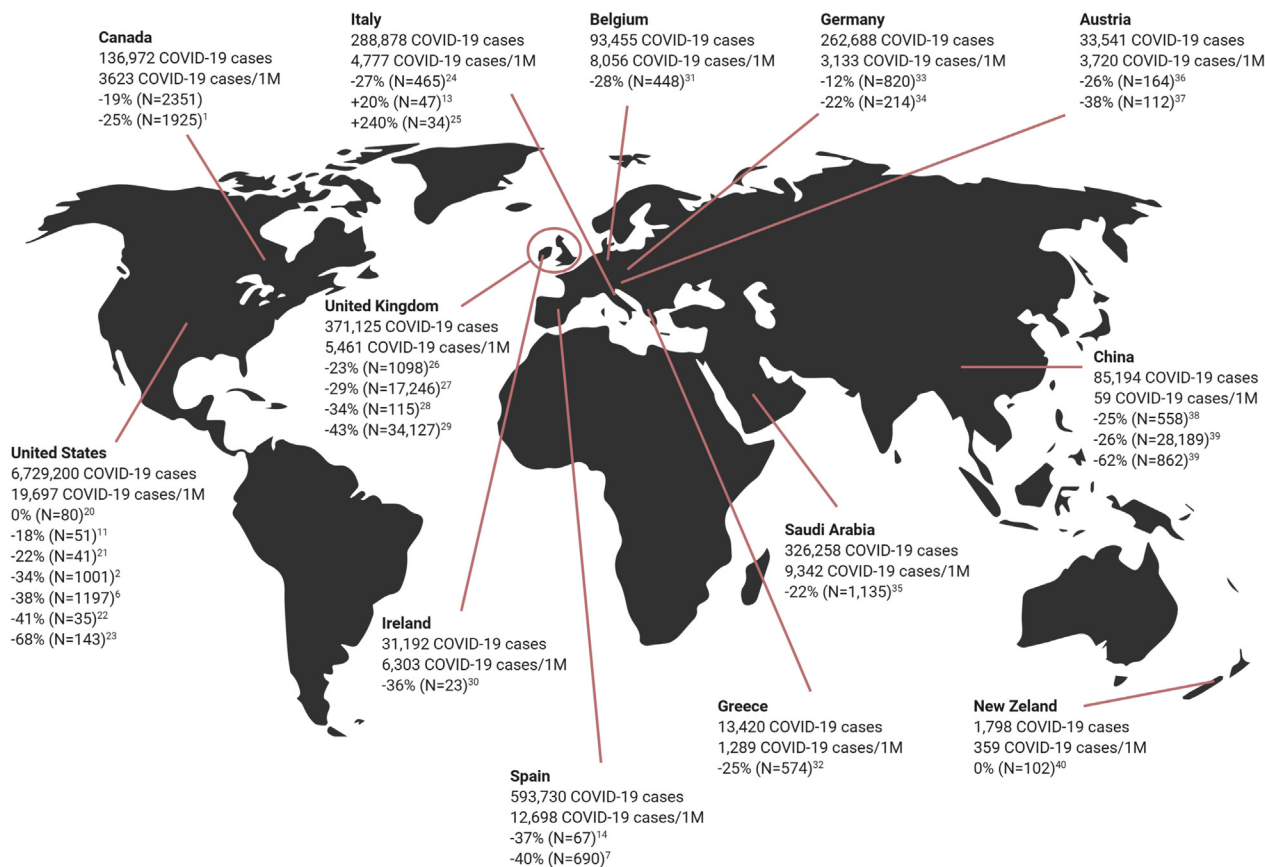 Canada
136,972 COVID-19 cases
3623 COVID-19 cases/1M
-19% (N=2351)
-25% (N=1925)¹
Italy
288,878 COVID-19 cases
4,777 COVID-19 cases/1M
-27% (N=465)²⁴
+20% (N=47)¹³
+240% (N=34)²⁵
Belgium
93,455 COVID-19 cases
8,056 COVID-19 cases/1M
-28% (N=448)³¹
Germany
262,688 COVID-19 cases
3,133 COVID-19 cases/1M
-12% (N=820)³³
-22% (N=214)³⁴
Austria
33,541 COVID-19 cases
3,720 COVID-19 cases/1M
-26% (N=164)³⁶
-38% (N=112)³⁷
United Kingdom
371,125 COVID-19 cases
5,461 COVID-19 cases/1M
-23% (N=1098)²⁶
-29% (N=17,246)²⁷
-34% (N=115)²⁸
-43% (N=34,127)²⁹
China
85,194 COVID-19 cases
59 COVID-19 cases/1M
-25% (N=558)³⁸
-26% (N=28,189)³⁹
-62% (N=862)³⁹
United States
6,729,200 COVID-19 cases
19,697 COVID-19 cases/1M
0% (N=80)²⁰
-18% (N=51)¹¹
-22% (N=41)²¹
-34% (N=1001)²
-38% (N=1197)⁶
-41% (N=35)²²
-68% (N=143)²³
Saudi Arabia
326,258 COVID-19 cases
9,342 COVID-19 cases/1M
-22% (N=1,135)³⁵
Ireland
31,192 COVID-19 cases
6,303 COVID-19 cases/1M
-36% (N=23)³⁰
Greece
13,420 COVID-19 cases
1,289 COVID-19 cases/1M
-25% (N=574)³²
New Zeland
1,798 COVID-19 cases
359 COVID-19 cases/1M
0% (N=102)⁴⁰
Spain
593,730 COVID-19 cases
12,698 COVID-19 cases/1M
-37% (N=67)¹⁴
-40% (N=690)⁷